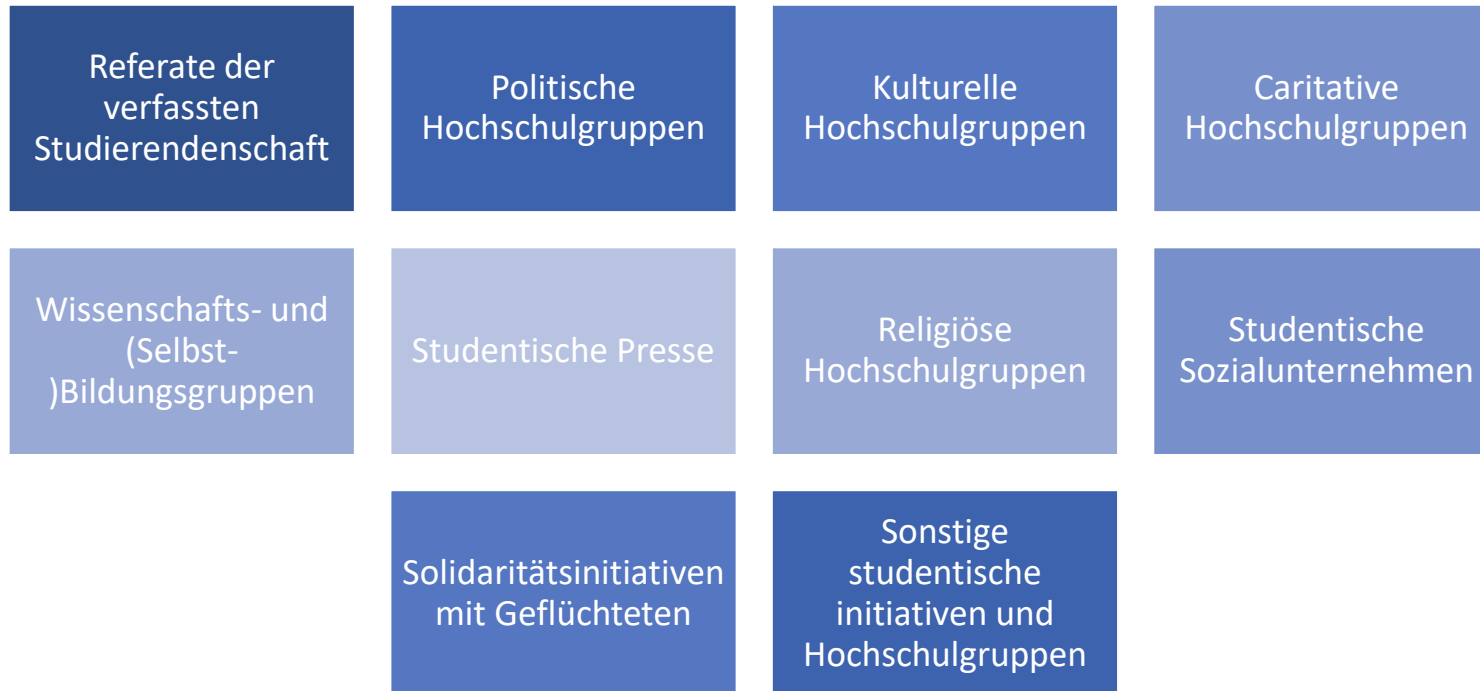 Referate der
verfassten
Studierendenschaft
Politische
Hochschulgruppen
Kulturelle
Hochschulgruppen
Caritative
Hochschulgruppen
Wissenschafts- und
(Selbst-
)Bildungsgruppen
Studentische Presse
Religiöse
Hochschulgruppen
Studentische
Sozialunternehmen
Solidaritätsinitiativen
mit Geflüchteten
Sonstige
studentische
initiativen und
Hochschulgruppen